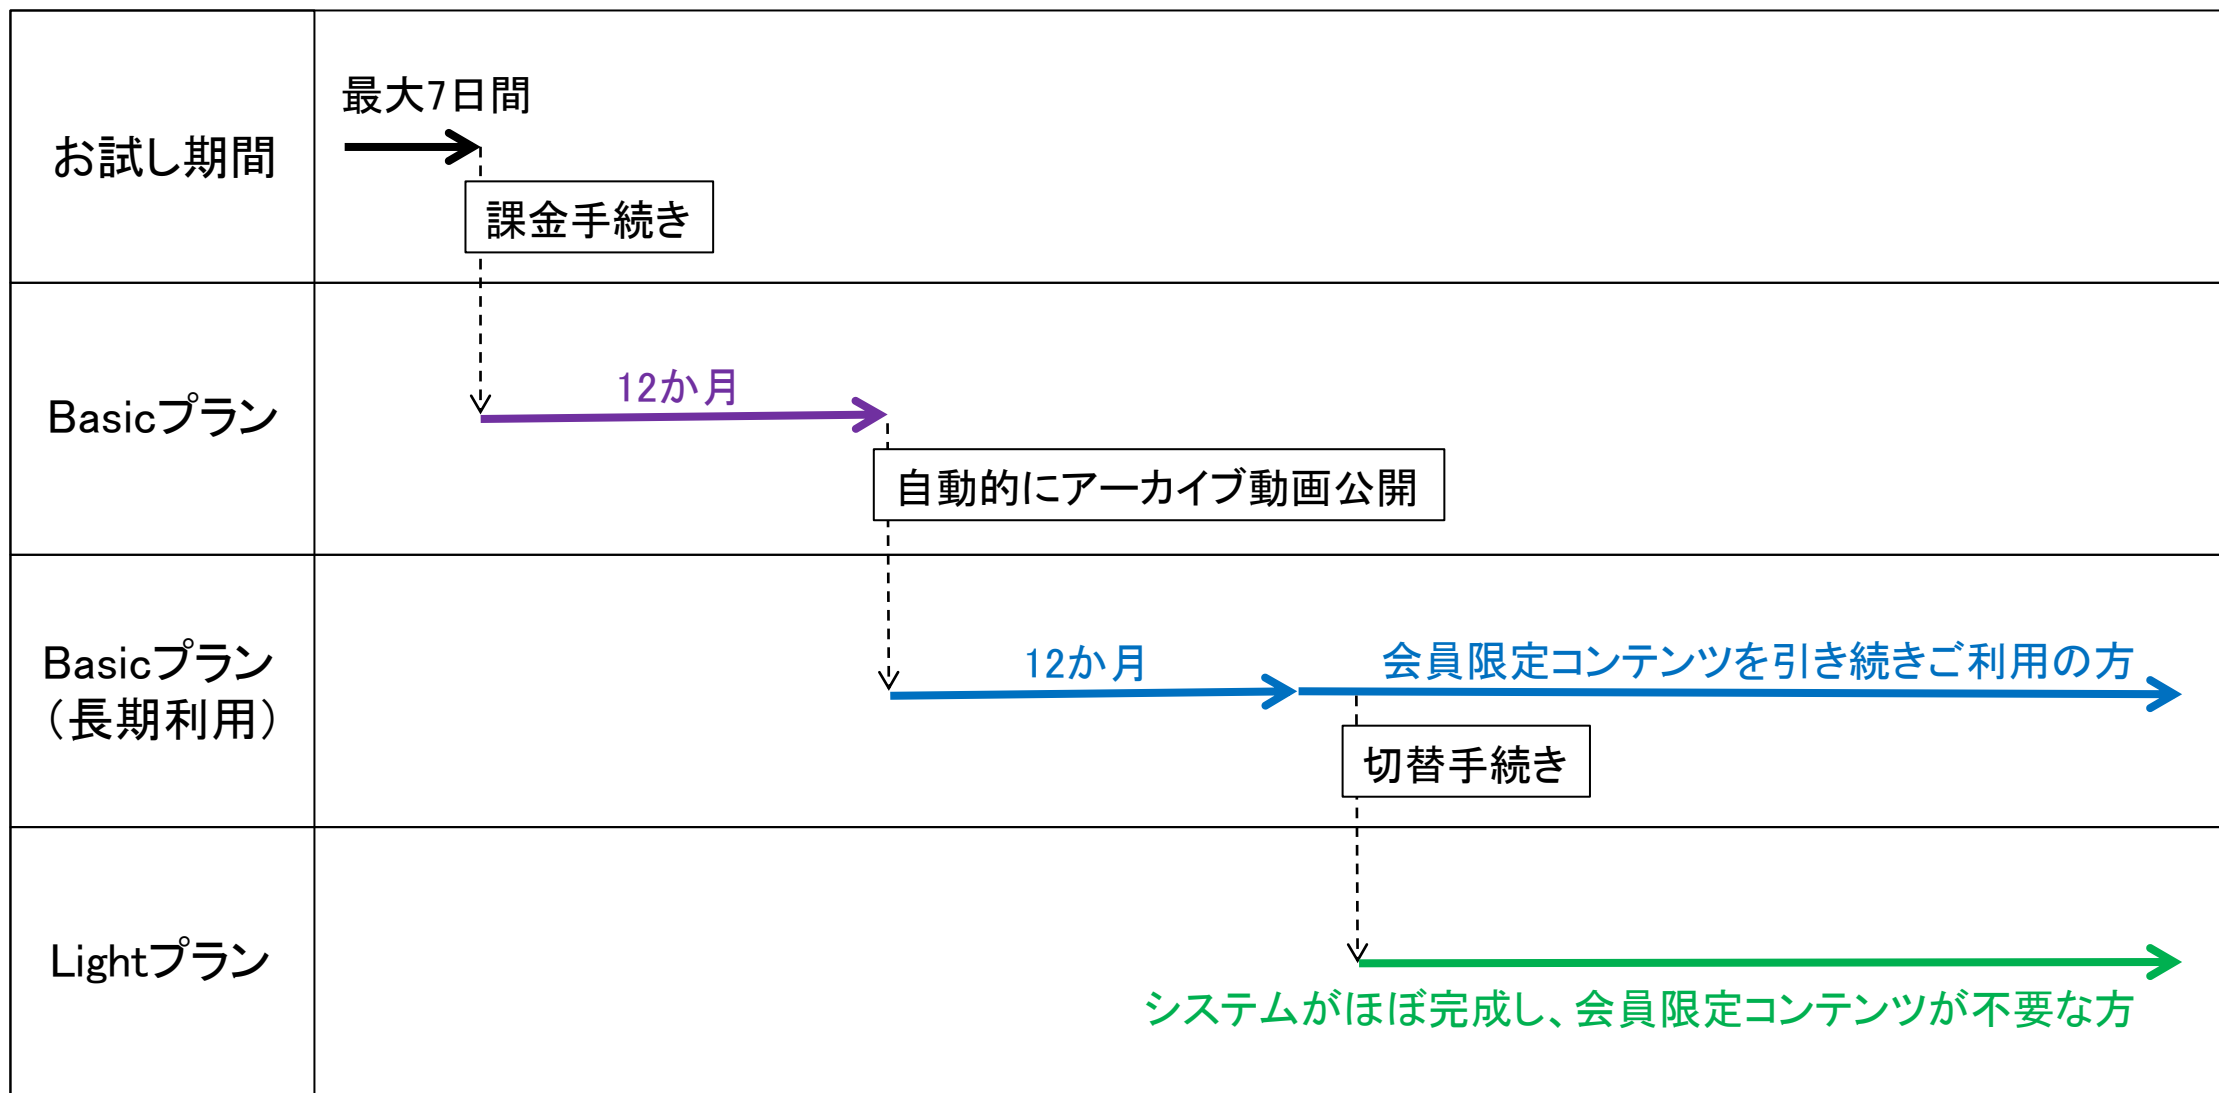 お試し期間
最大7日間
課金手続き
Basicプラン
12か月
自動的にアーカイブ動画公開
Basicプラン
（長期利用）
12か月
会員限定コンテンツを引き続きご利用の方
切替手続き
Lightプラン
システムがほぼ完成し、会員限定コンテンツが不要な方